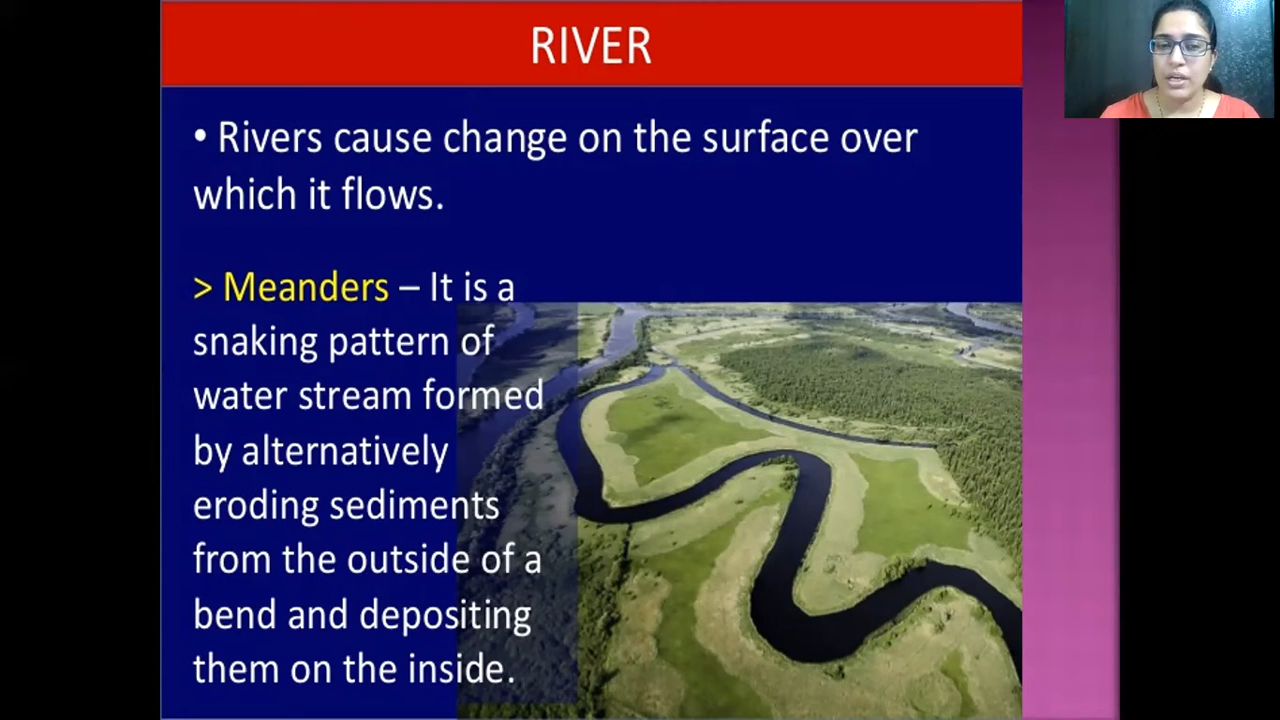 RIVER
• Rivers cause change on the surface over
which it flows.
> Meanders – It is a
snaking pattern of
water stream formed
by alternatively
eroding sediments
from the outside of a
bend and depositing
them on the inside.